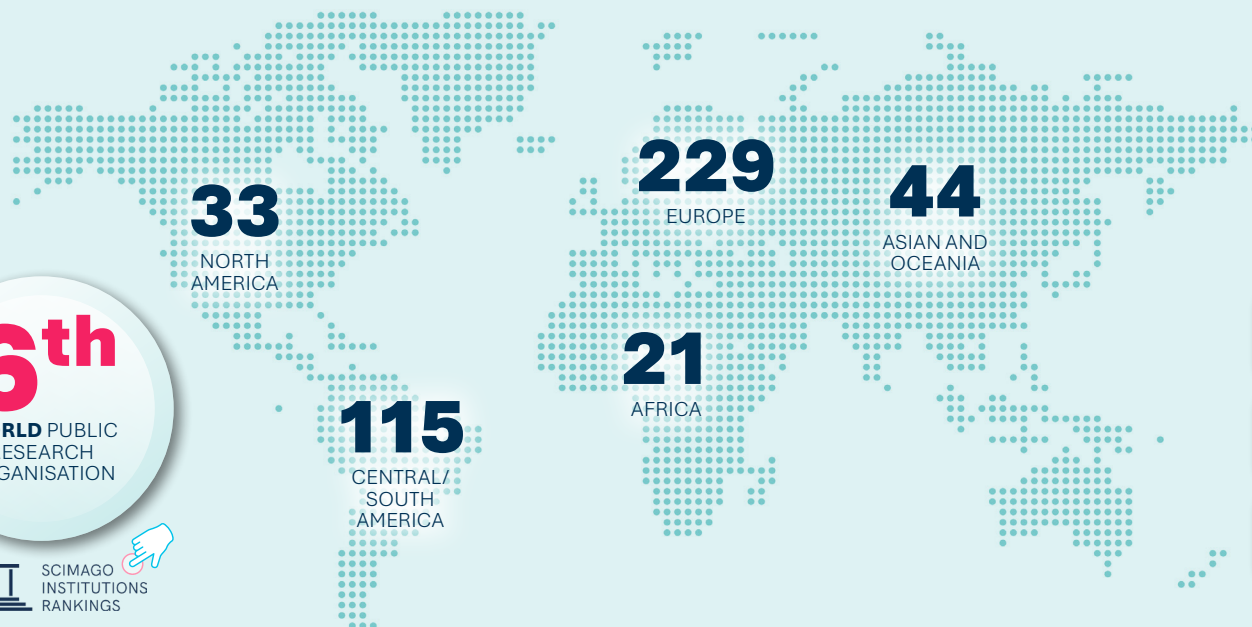 229
EUROPE
44
ASIAN AND
OCEANIA
33
NORTH
AMERICA
21
AFRICA
115
CENTRAL/
SOUTH
AMERICA
6th
RLD PUBLIC
ESEARCH
GANISATION
SCIMAGO
INSTITUTIONS
RANKINGS